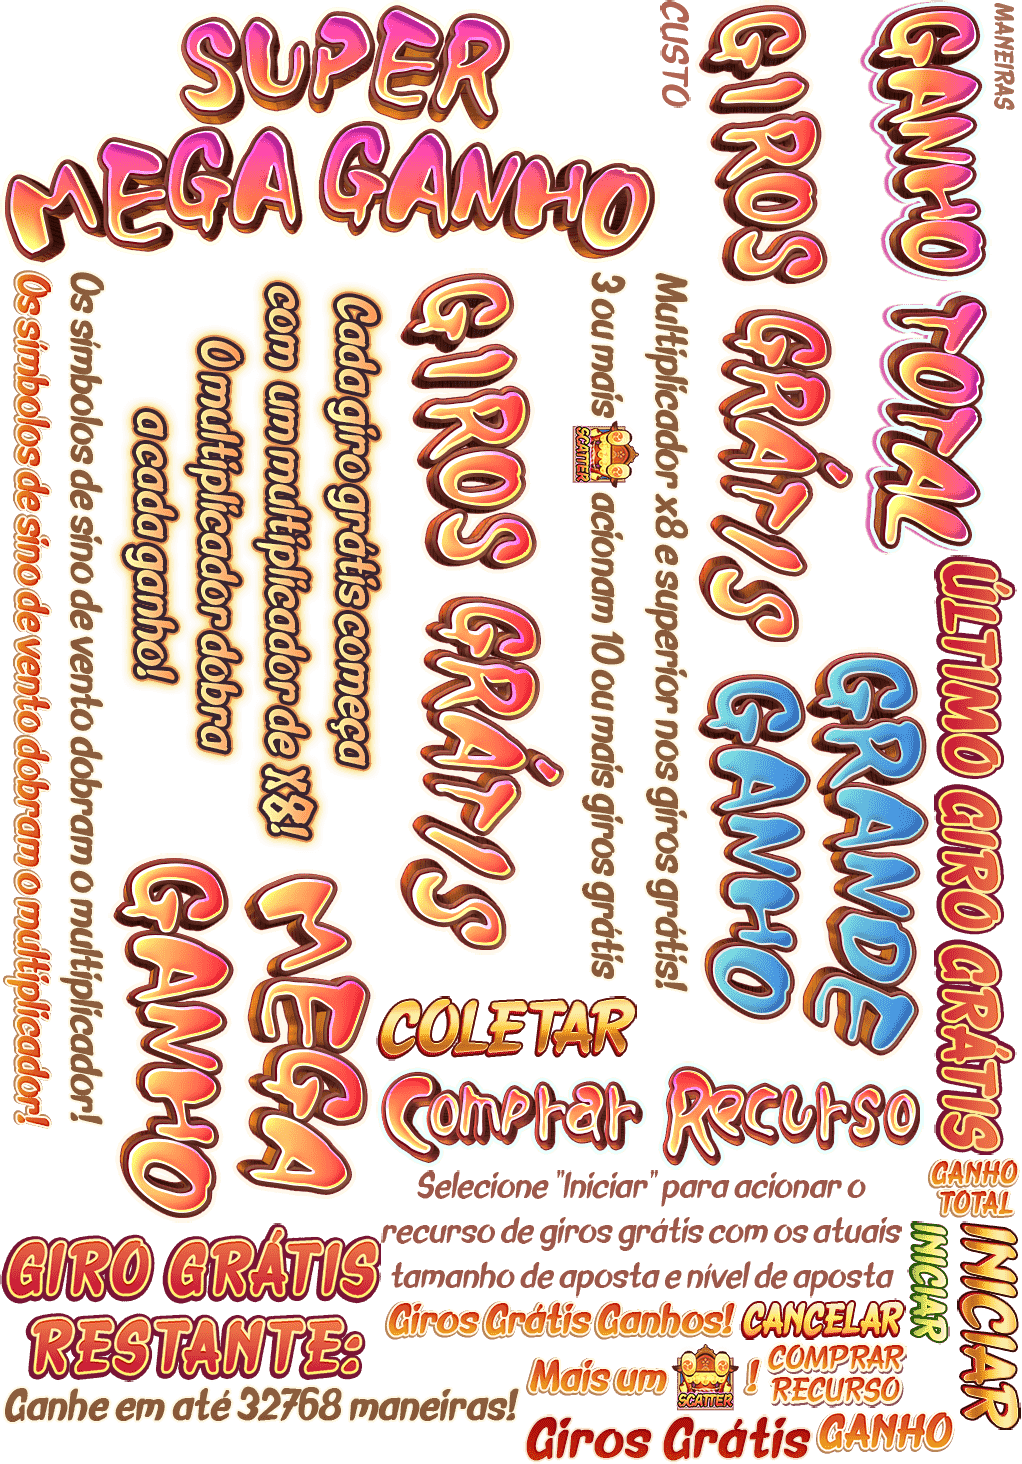 SUPER
MEGA GANHO
CUSTO
GIROS GRÁTIS
GANHO TOTAL
MANEIRAS
Os símbolos de sino de vento dobram o multiplicador!
Os símbolos de sino de vento dobram o multiplicador!
Cada giro grátis começa
com um multiplicador de X8!
O multiplicador dobra
a cada ganho!
GIROS GRÁTIS
3 ou mais SCATTER acionam 10 ou mais giros grátis
Multiplicador x8 e superior nos giros grátis!
GRANDE
GANHO
ÚLTIMO GIRO GRÁTIS
MEGA
GANHO
COLETAR
Comprar Recurso
Selecione "Iniciar" para acionar o
recurso de giros grátis com os atuais
tamanho de aposta e nível de aposta
GANHO
TOTAL
INICIAR
INICIAR
GIRO GRÁTIS
RESTANTE:
Giros Grátis Ganhos!
CANCELAR
Mais um SCATTER !
COMPRAR
RECURSO
Ganhe em até 32768 maneiras!
Giros Grátis
GANHO